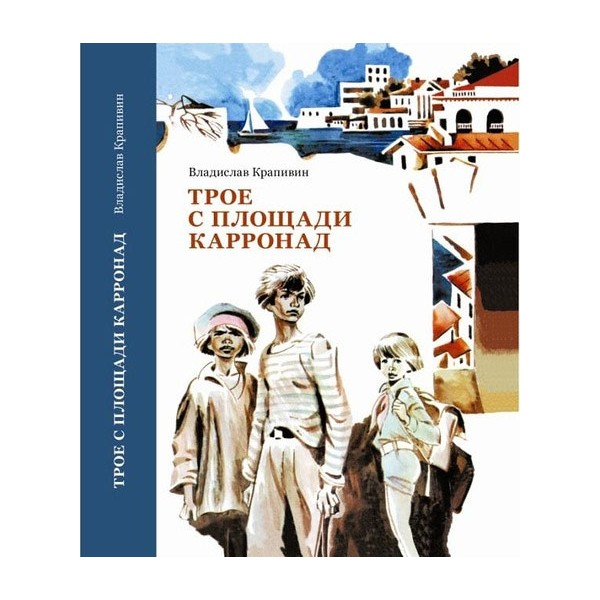 Владислав Крапивин
ТРОЕ
С ПЛОЩАДИ
КАРРОНАД
ТРОЕ С ПЛОЩАДИ КАРРОНАД
Владислав Крапивин